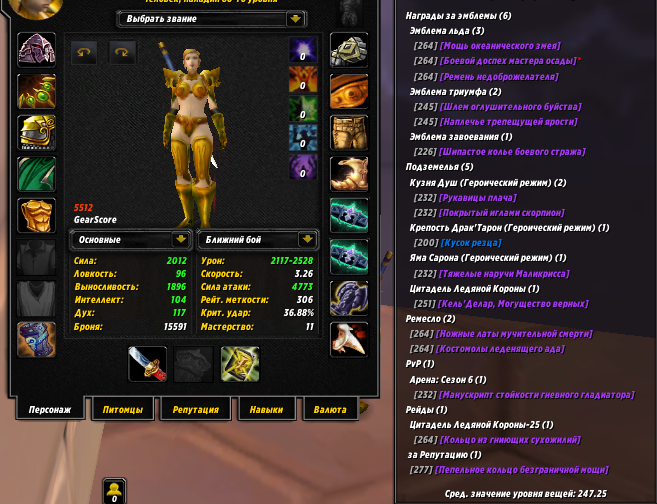 Человек, паладин 80-го уровня
Выбрать звание
0
0
0
0
0
5512
GearScore
Основные
Ближний бой
Сила: 2012
Ловкость: 96
Выносливость: 1896
Интеллект: 104
Дух: 117
Броня: 15591
Урон: 2117-2528
Скорость: 3.26
Сила атаки: 4773
Рейт. меткости: 306
Крит. удар: 36.88%
Мастерство: 11
Персонаж
Питомцы
Репутация
Навыки
Валюта
0
Награды за эмблемы (6)
Эмблема льда (3)
[264] [Мощь океанического змея]
[264] [Боевой доспех мастера осады]*
[264] [Ремень недоброжелателя]
Эмблема триумфа (2)
[245] [Шлем оглушительного буйства]
[245] [Наплечье трепещущей ярости]
Эмблема завоевания (1)
[226] [Шипастое колье боевого стража]
Подземелья (5)
Кузня Душ (Героический режим) (2)
[232] [Рукавицы плача]
[232] [Покрытый иглами скорпион]
Крепость Драк'Тарон (Героический режим) (1)
[200] [Кусок резца]
Яма Сарона (Героический режим) (1)
[232] [Тяжелые наручи Маликрисса]
Цитадель Ледяной Короны (1)
[251] [Кель'Делар, Могущество верных]
Ремесло (2)
[264] [Ножные латы мучительной смерти]
[264] [Костомолы леденящего ада]
PvP (1)
Арена: Сезон 6 (1)
[232] [Манускрипт стойкости гневного гладиатора]
Рейды (1)
Цитадель Ледяной Короны-25 (1)
[264] [Кольцо из гниющих сухожилий]
за Репутацию (1)
[277] [Пепельное кольцо безграничной мощи]
Сред. значение уровня вещей: 247.25